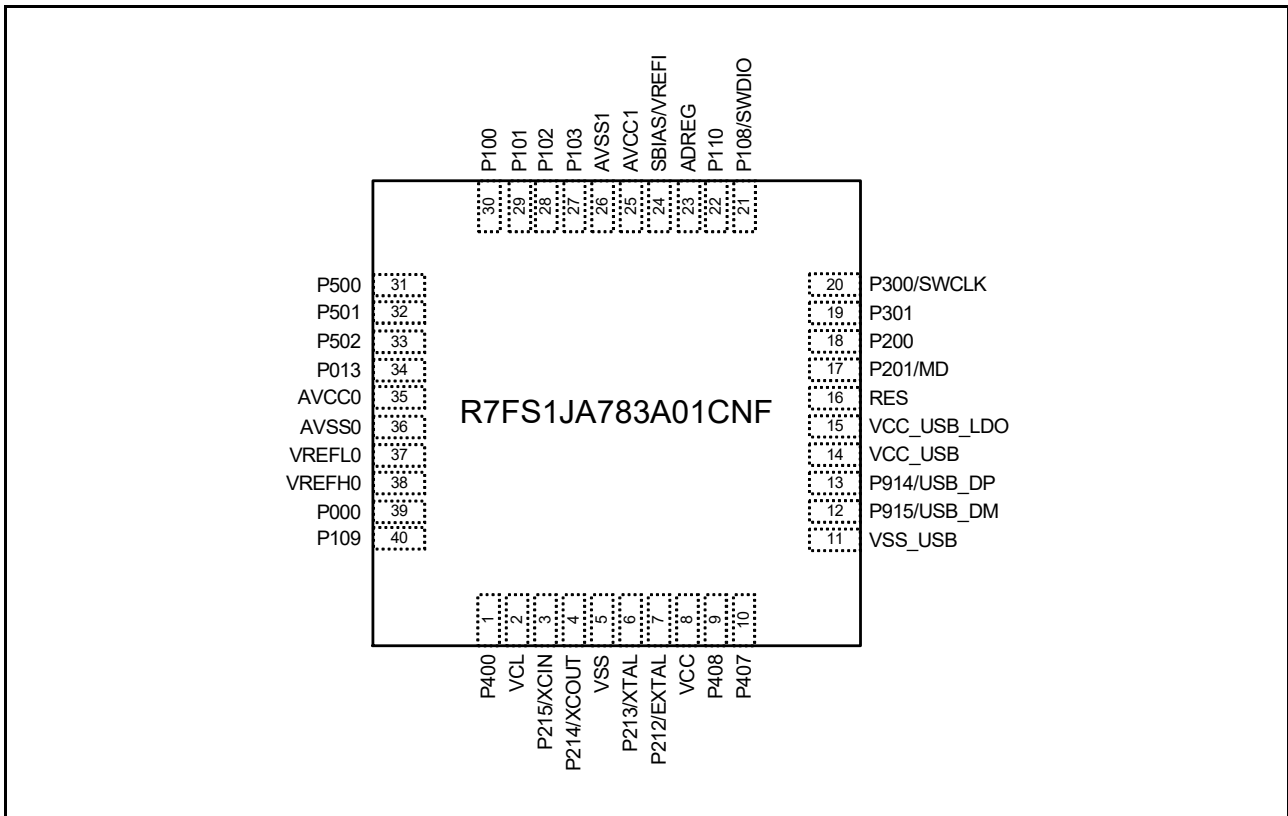 P100
P101
P102
P103
AVSS1
AVCC1
SBIAS/VREFI
ADREG
P110
P108/SWDIO
30
29
28
27
26
25
24
23
22
21
P500 31
P501 32
P502 33
P013 34
AVCC0 35
AVSS0 36
VREFL0 37
VREFH0 38
P000 39
P109 40
R7FS1JA783A01CNF
20 P300/SWCLK
19 P301
18 P200
17 P201/MD
16 RES
15 VCC_USB_LDO
14 VCC_USB
13 P914/USB_DP
12 P915/USB_DM
11 VSS_USB
1
2
3
4
5
6
7
8
9
10
P400
VCL
P215/XCIN
P214/XCOUT
VSS
P213/XTAL
P212/EXTAL
VCC
P408
P407